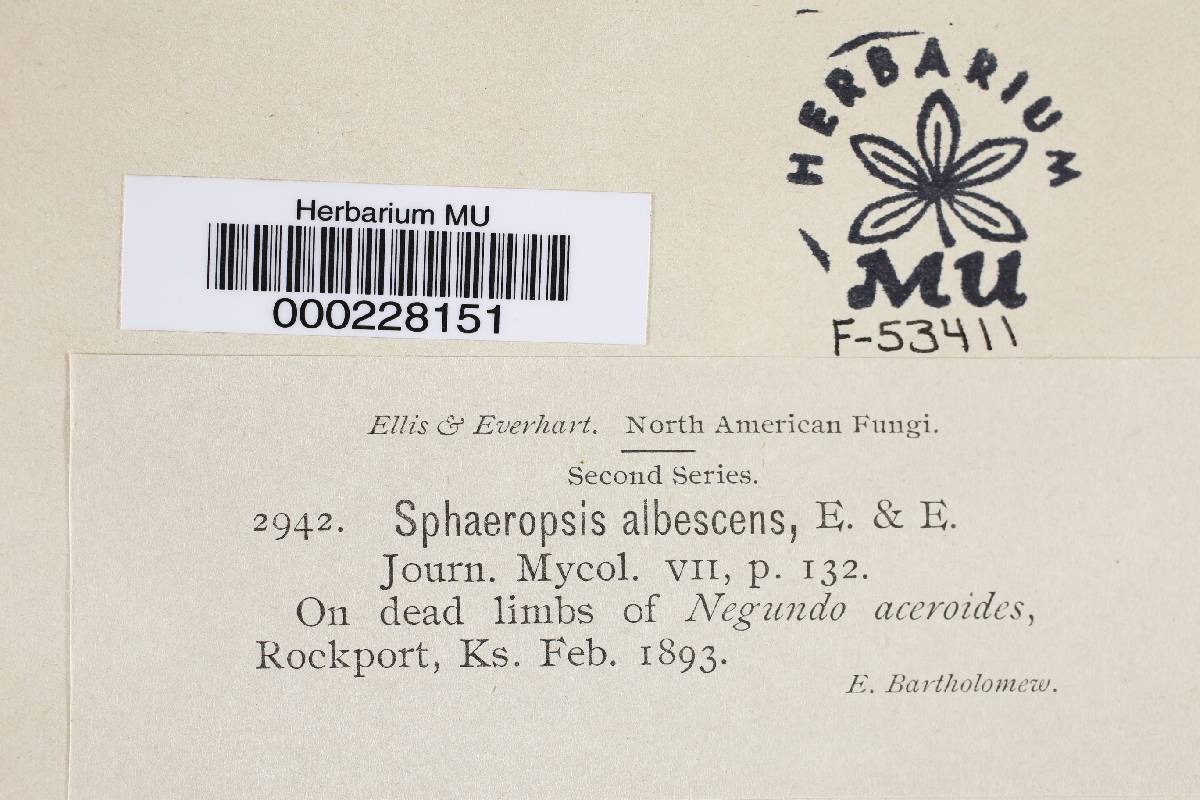 HERBARIUM
MU
F-53411
Herbarium MU
000228151
Ellis & Everhart. North American Fungi.
Second Series.
2942. Sphaeropsis albescens, E. & E.
Journ. Mycol. VII, p. 132.
On dead limbs of Negundo aceroides,
Rockport, Ks. Feb. 1893.
E. Bartholomew.